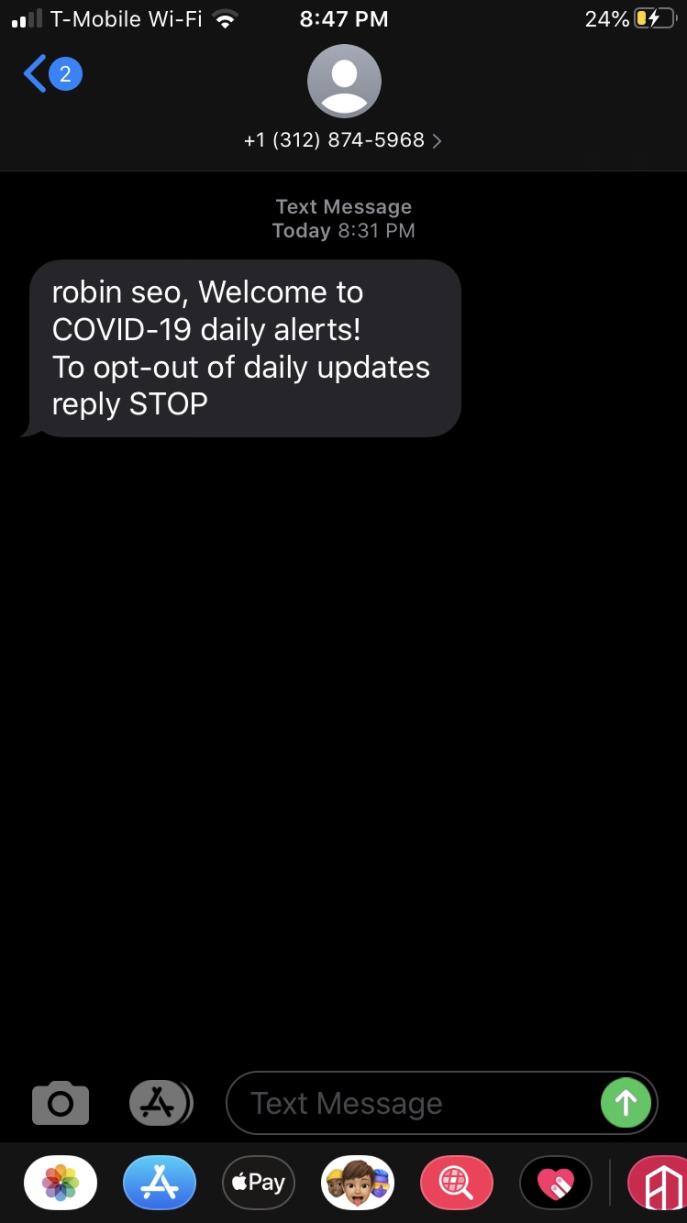 T-Mobile Wi-Fi 8:47 PM 24%
2
+1 (312) 874-5968
Text Message
Today 8:31 PM
robin seo, Welcome to
COVID-19 daily alerts!
To opt-out of daily updates
reply STOP
Text Message
Pay